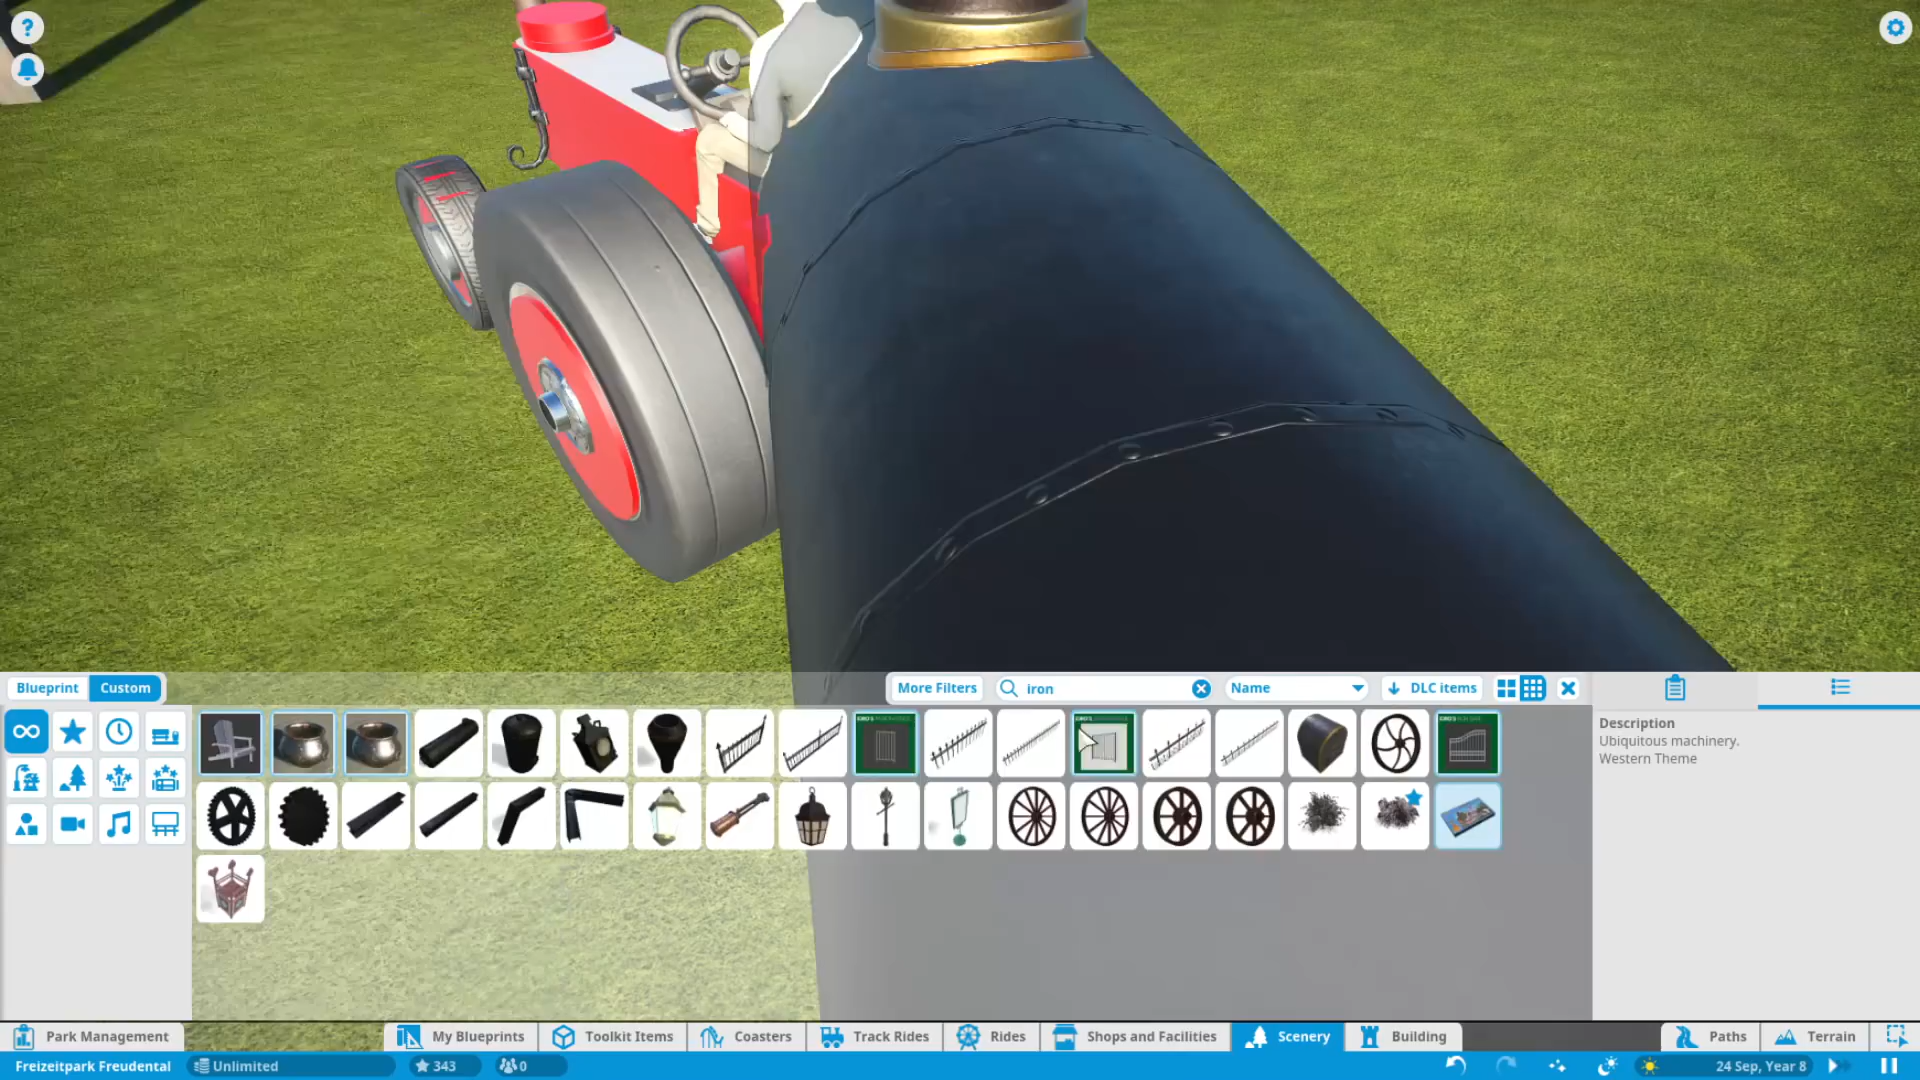 ?
Blueprint
Custom
More Filters
iron
Name
DLC items
Description
Ubiquitous machinery.
Western Theme
Park Management
My Blueprints
Toolkit Items
Coasters
Track Rides
Rides
Shops and Facilities
Scenery
Building
Paths
Terrain
Freizeitpark Freudental
Unlimited
343
0
24 Sep, Year 8